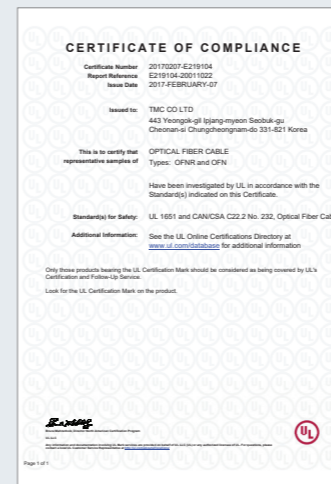 CERTIFICATE OF COMPLIANCE
Certificate Number 20170207-E219104
Report Reference E219104-20011022
Issue Date 2017-FEBRUARY-07
Issued to: TMC CO LTD
443 Yeongok-gil Ipjang-myeon Seobuk-gu
Cheonan-si Chungcheongnam-do 331-821 Korea
This is to certify that OPTICAL FIBER CABLE
representative samples of Types: OFNR and OFN
Have been investigated by UL in accordance with the
Standard(s) indicated on this Certificate.
Standard(s) for Safety: UL 1651 and CAN/CSA C22.2 No. 232, Optical Fiber Cab
Additional Information: See the UL Online Certifications Directory at
www.ul.com/database for additional information
Only those products bearing the UL Certification Mark should be considered as being covered by UL's
Certification and Follow-Up Service.
Look for the UL Certification Mark on the product.
UL
Page 1 of 1